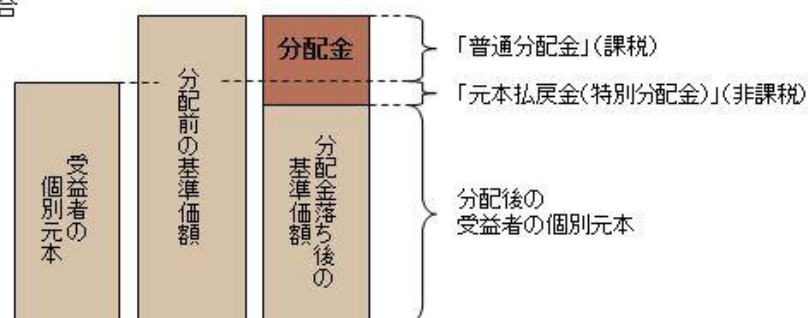 合
分配金
「普通分配金」(課税)
「元本払戻金(特別分配金)」(非課税)
受益者の
個別元本
分配前の基準価額
分配金落ち後の
基準価額
分配後の
受益者の個別元本